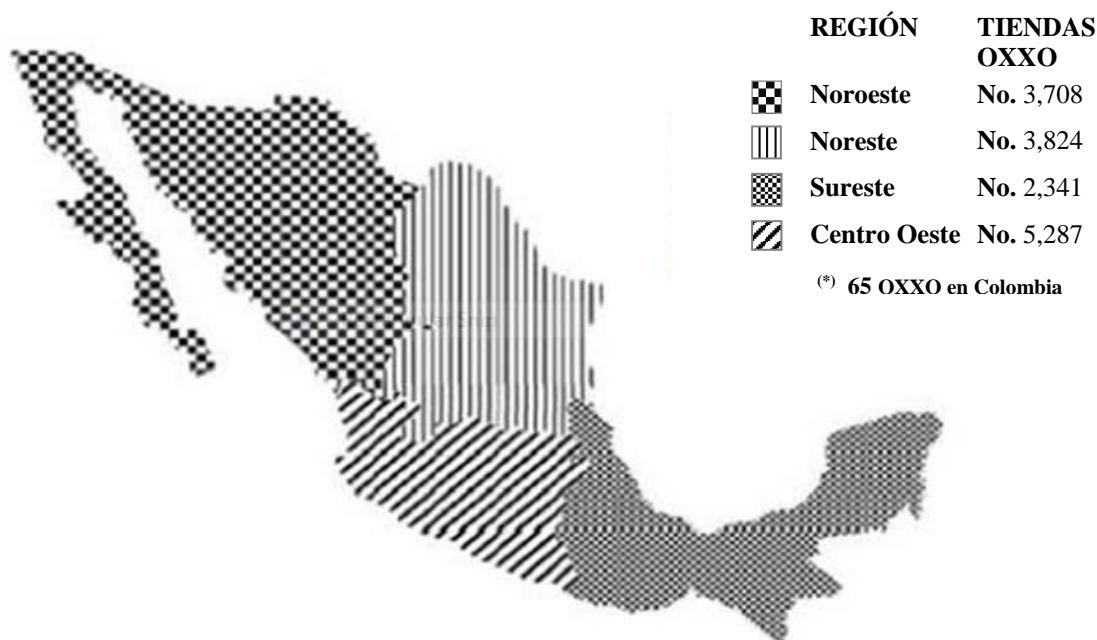 REGIÓN TIENDAS
OXXO
Noroeste No. 3,708
Noreste No. 3,824
Sureste No. 2,341
Centro Oeste No. 5,287
(*) 65 OXXO en Colombia